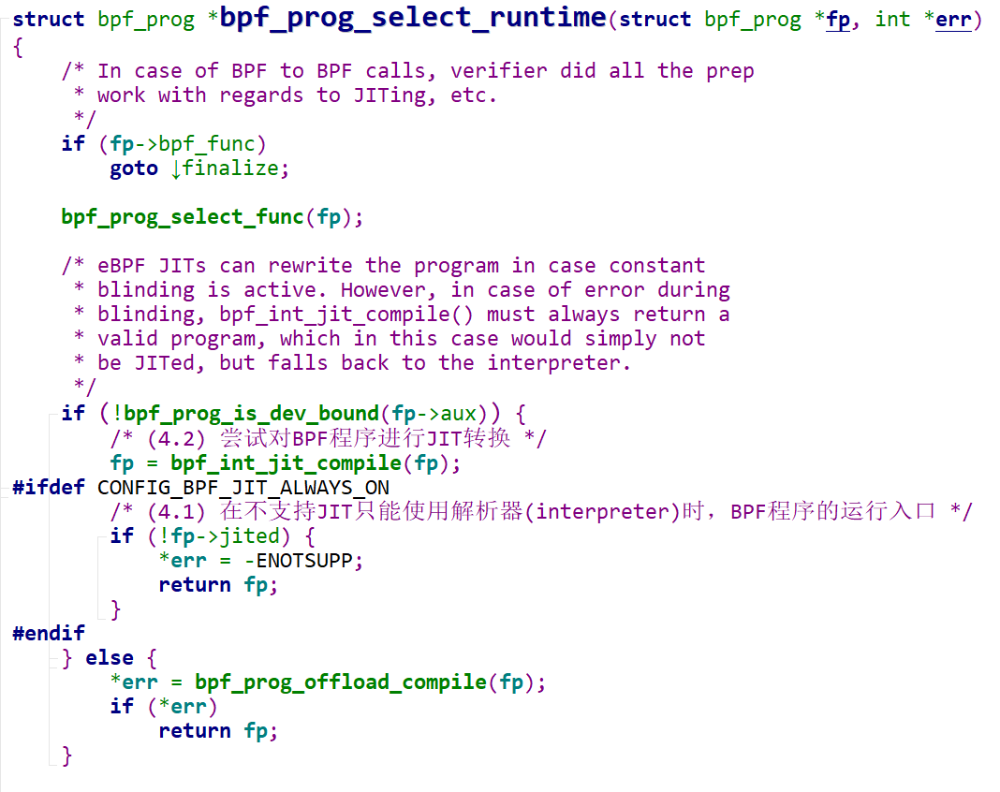 struct bpf_prog *bpf_prog_select_runtime(struct bpf_prog *fp, int *err)
{
    /* In case of BPF to BPF calls, verifier did all the prep
     * work with regards to JITing, etc.
     */
    if (fp->bpf_func)
        goto ↓finalize;

    bpf_prog_select_func(fp);

    /* eBPF JITs can rewrite the program in case constant
     * blinding is active. However, in case of error during
     * blinding, bpf_int_jit_compile() must always return a
     * valid program, which in this case would simply not
     * be JITed, but falls back to the interpreter.
     */
    if (!bpf_prog_is_dev_bound(fp->aux)) {
        /* (4.2) 尝试对BPF程序进行JIT转换 */
        fp = bpf_int_jit_compile(fp);
#ifdef CONFIG_BPF_JIT_ALWAYS_ON
        /* (4.1) 在不支持JIT只能使用解析器(interpreter)时，BPF程序的运行入口 */
        if (!fp->jited) {
            *err = -ENOTSUPP;
            return fp;
        }
#endif
    } else {
        *err = bpf_prog_offload_compile(fp);
        if (*err)
            return fp;
    }